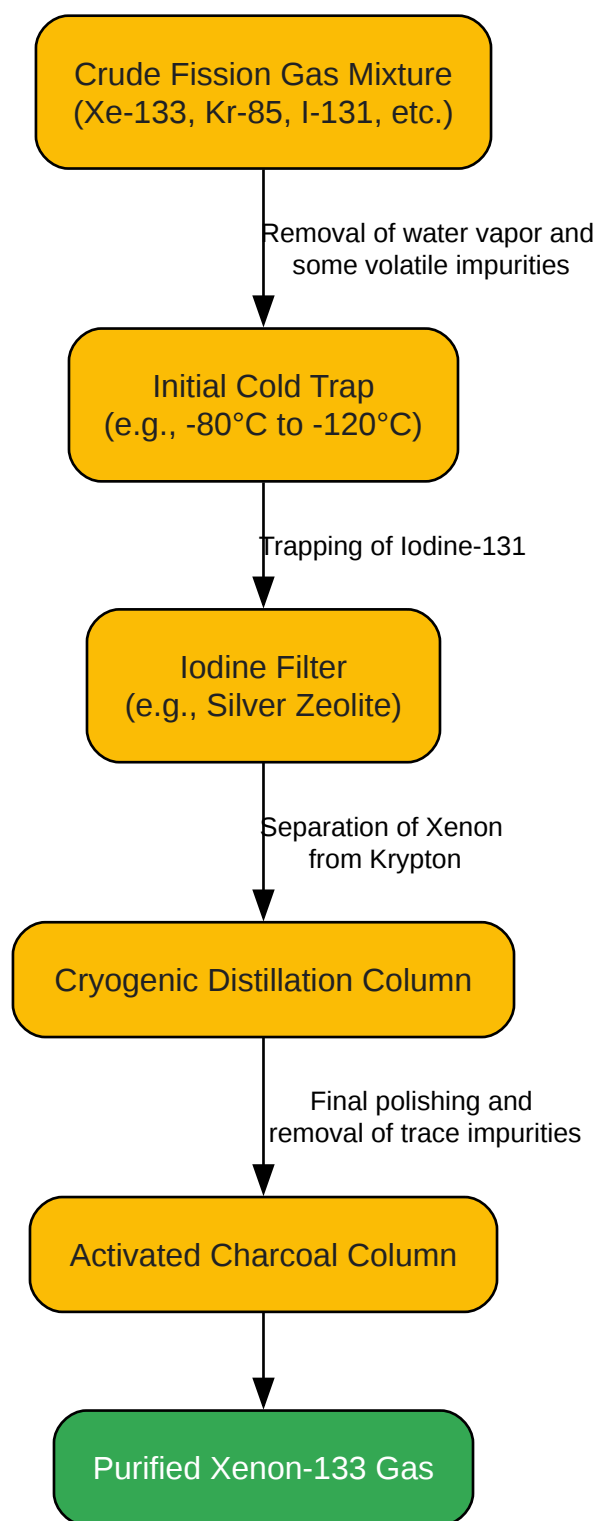 Crude Fission Gas Mixture
(Xe-133, Kr-85, I-131, etc.)
Removal of water vapor and
some volatile impurities
Initial Cold Trap
(e.g., -80°C to -120°C)
Trapping of Iodine-131
Iodine Filter
(e.g., Silver Zeolite)
Separation of Xenon
from Krypton
Cryogenic Distillation Column
Final polishing and
removal of trace impurities
Activated Charcoal Column
Purified Xenon-133 Gas